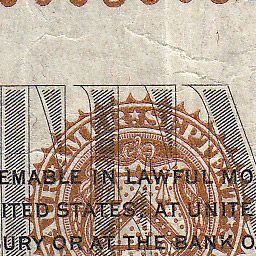 EMABLE IN LAWFUL MO
ITED STATES, AT UNITE
URY OR AT THE BANK O